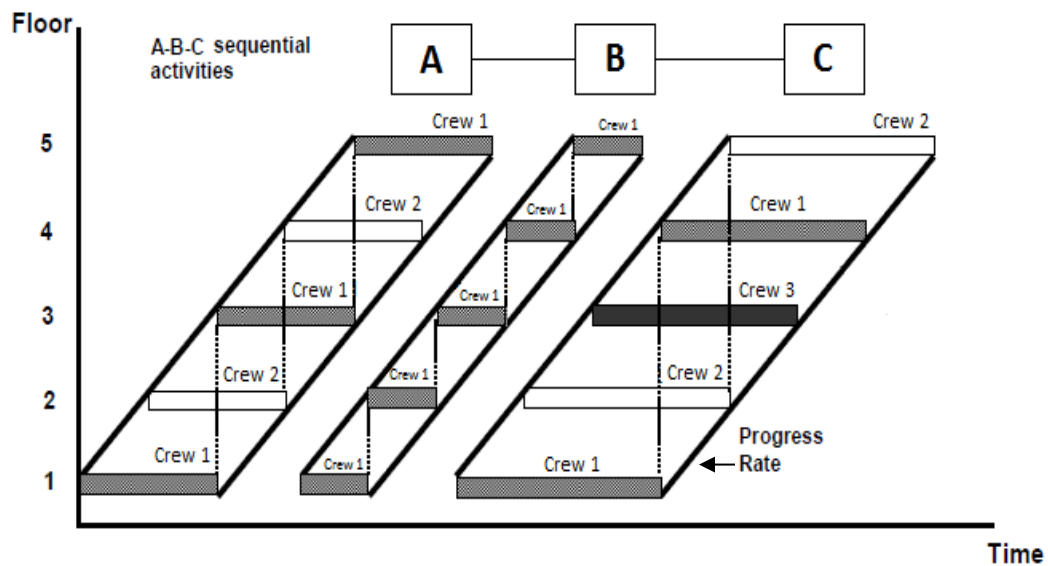 Floor
A-B-C sequential
activities
A
B
C
5
Crew 1
Crew 1
Crew 2
4
Crew 2
Crew 1
Crew 1
3
Crew 1
Crew 1
Crew 3
2
Crew 2
Crew 1
Crew 2
Progress
Rate
1
Crew 1
Crew 1
Crew 1
Time